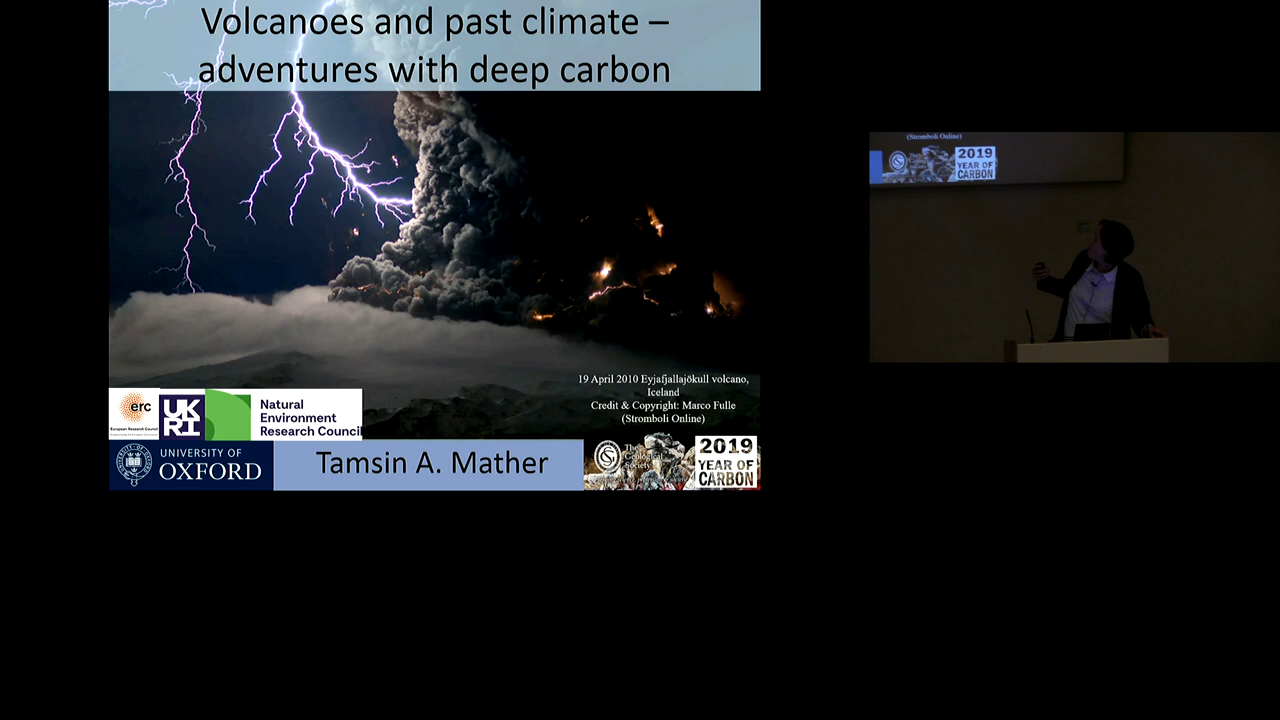 Volcanoes and past climate –
adventures with deep carbon
19 April 2010 Eyjafjallajökull volcano,
Iceland
Credit & Copyright: Marco Fulle
(Stromboli Online)
erc
European Research Council
UK
RI
Natural
Environment
Research Council
UNIVERSITY OF
OXFORD
Tamsin A. Mather
The
Geological
Society
2019
YEAR OF
CARBON
(Stromboli Online)
2019
YEAR OF
CARBON